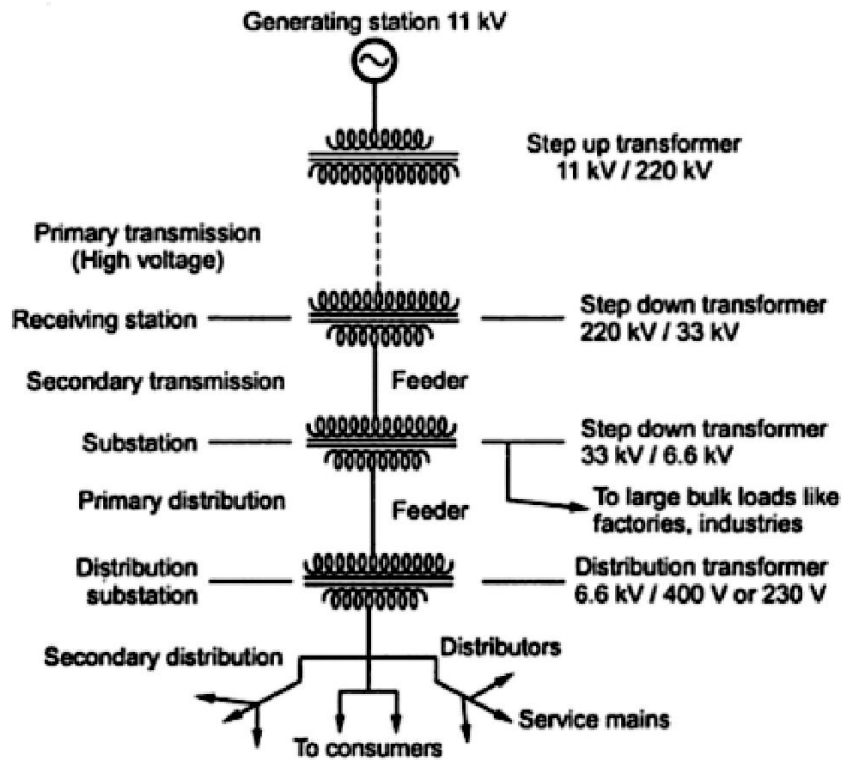 Generating station 11 kV
Step up transformer
11 kV / 220 kV
Primary transmission
(High voltage)
Receiving station
Step down transformer
220 kV / 33 kV
Secondary transmission
Feeder
Substation
Step down transformer
33 kV / 6.6 kV
Primary distribution
Feeder
To large bulk loads like
factories, industries
Distribution
substation
Distribution transformer
6.6 kV / 400 V or 230 V
Secondary distribution
Distributors
Service mains
To consumers